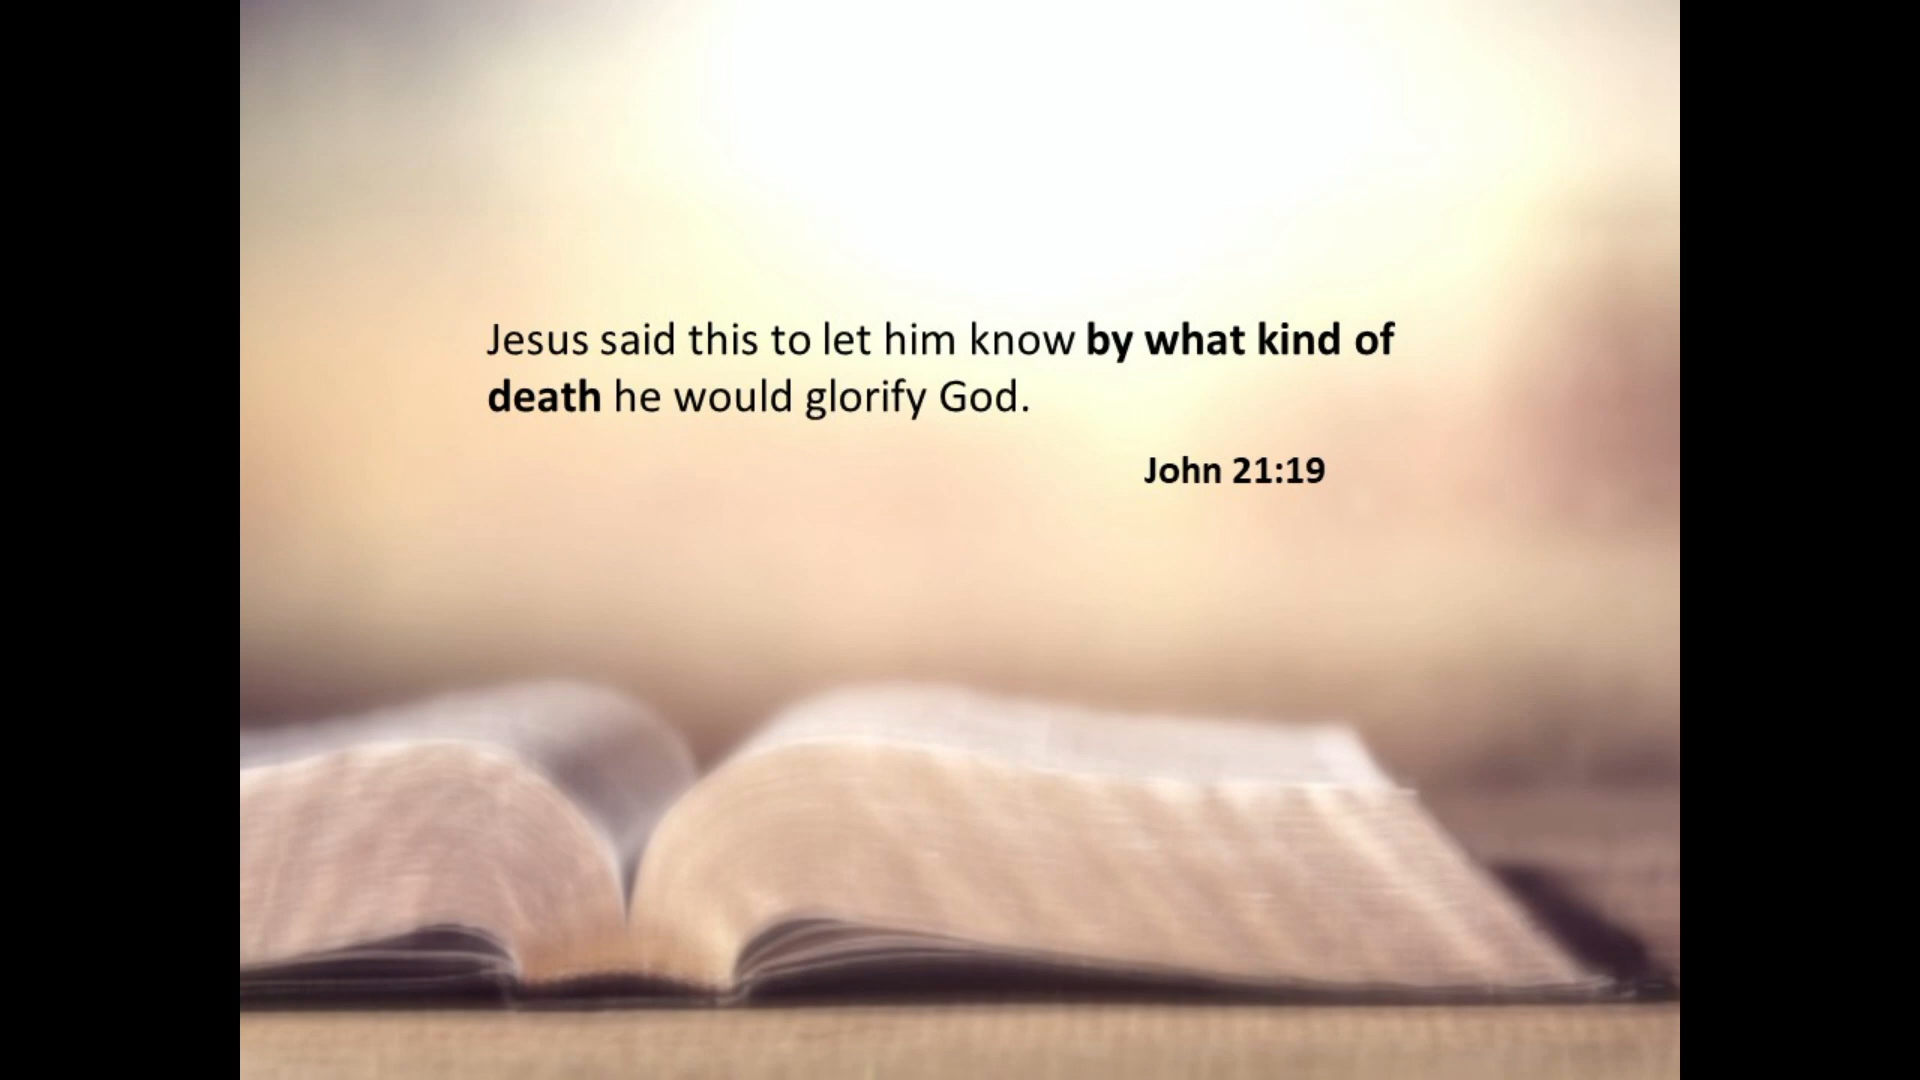 Jesus said this to let him know by what kind of
death he would glorify God.
John 21:19